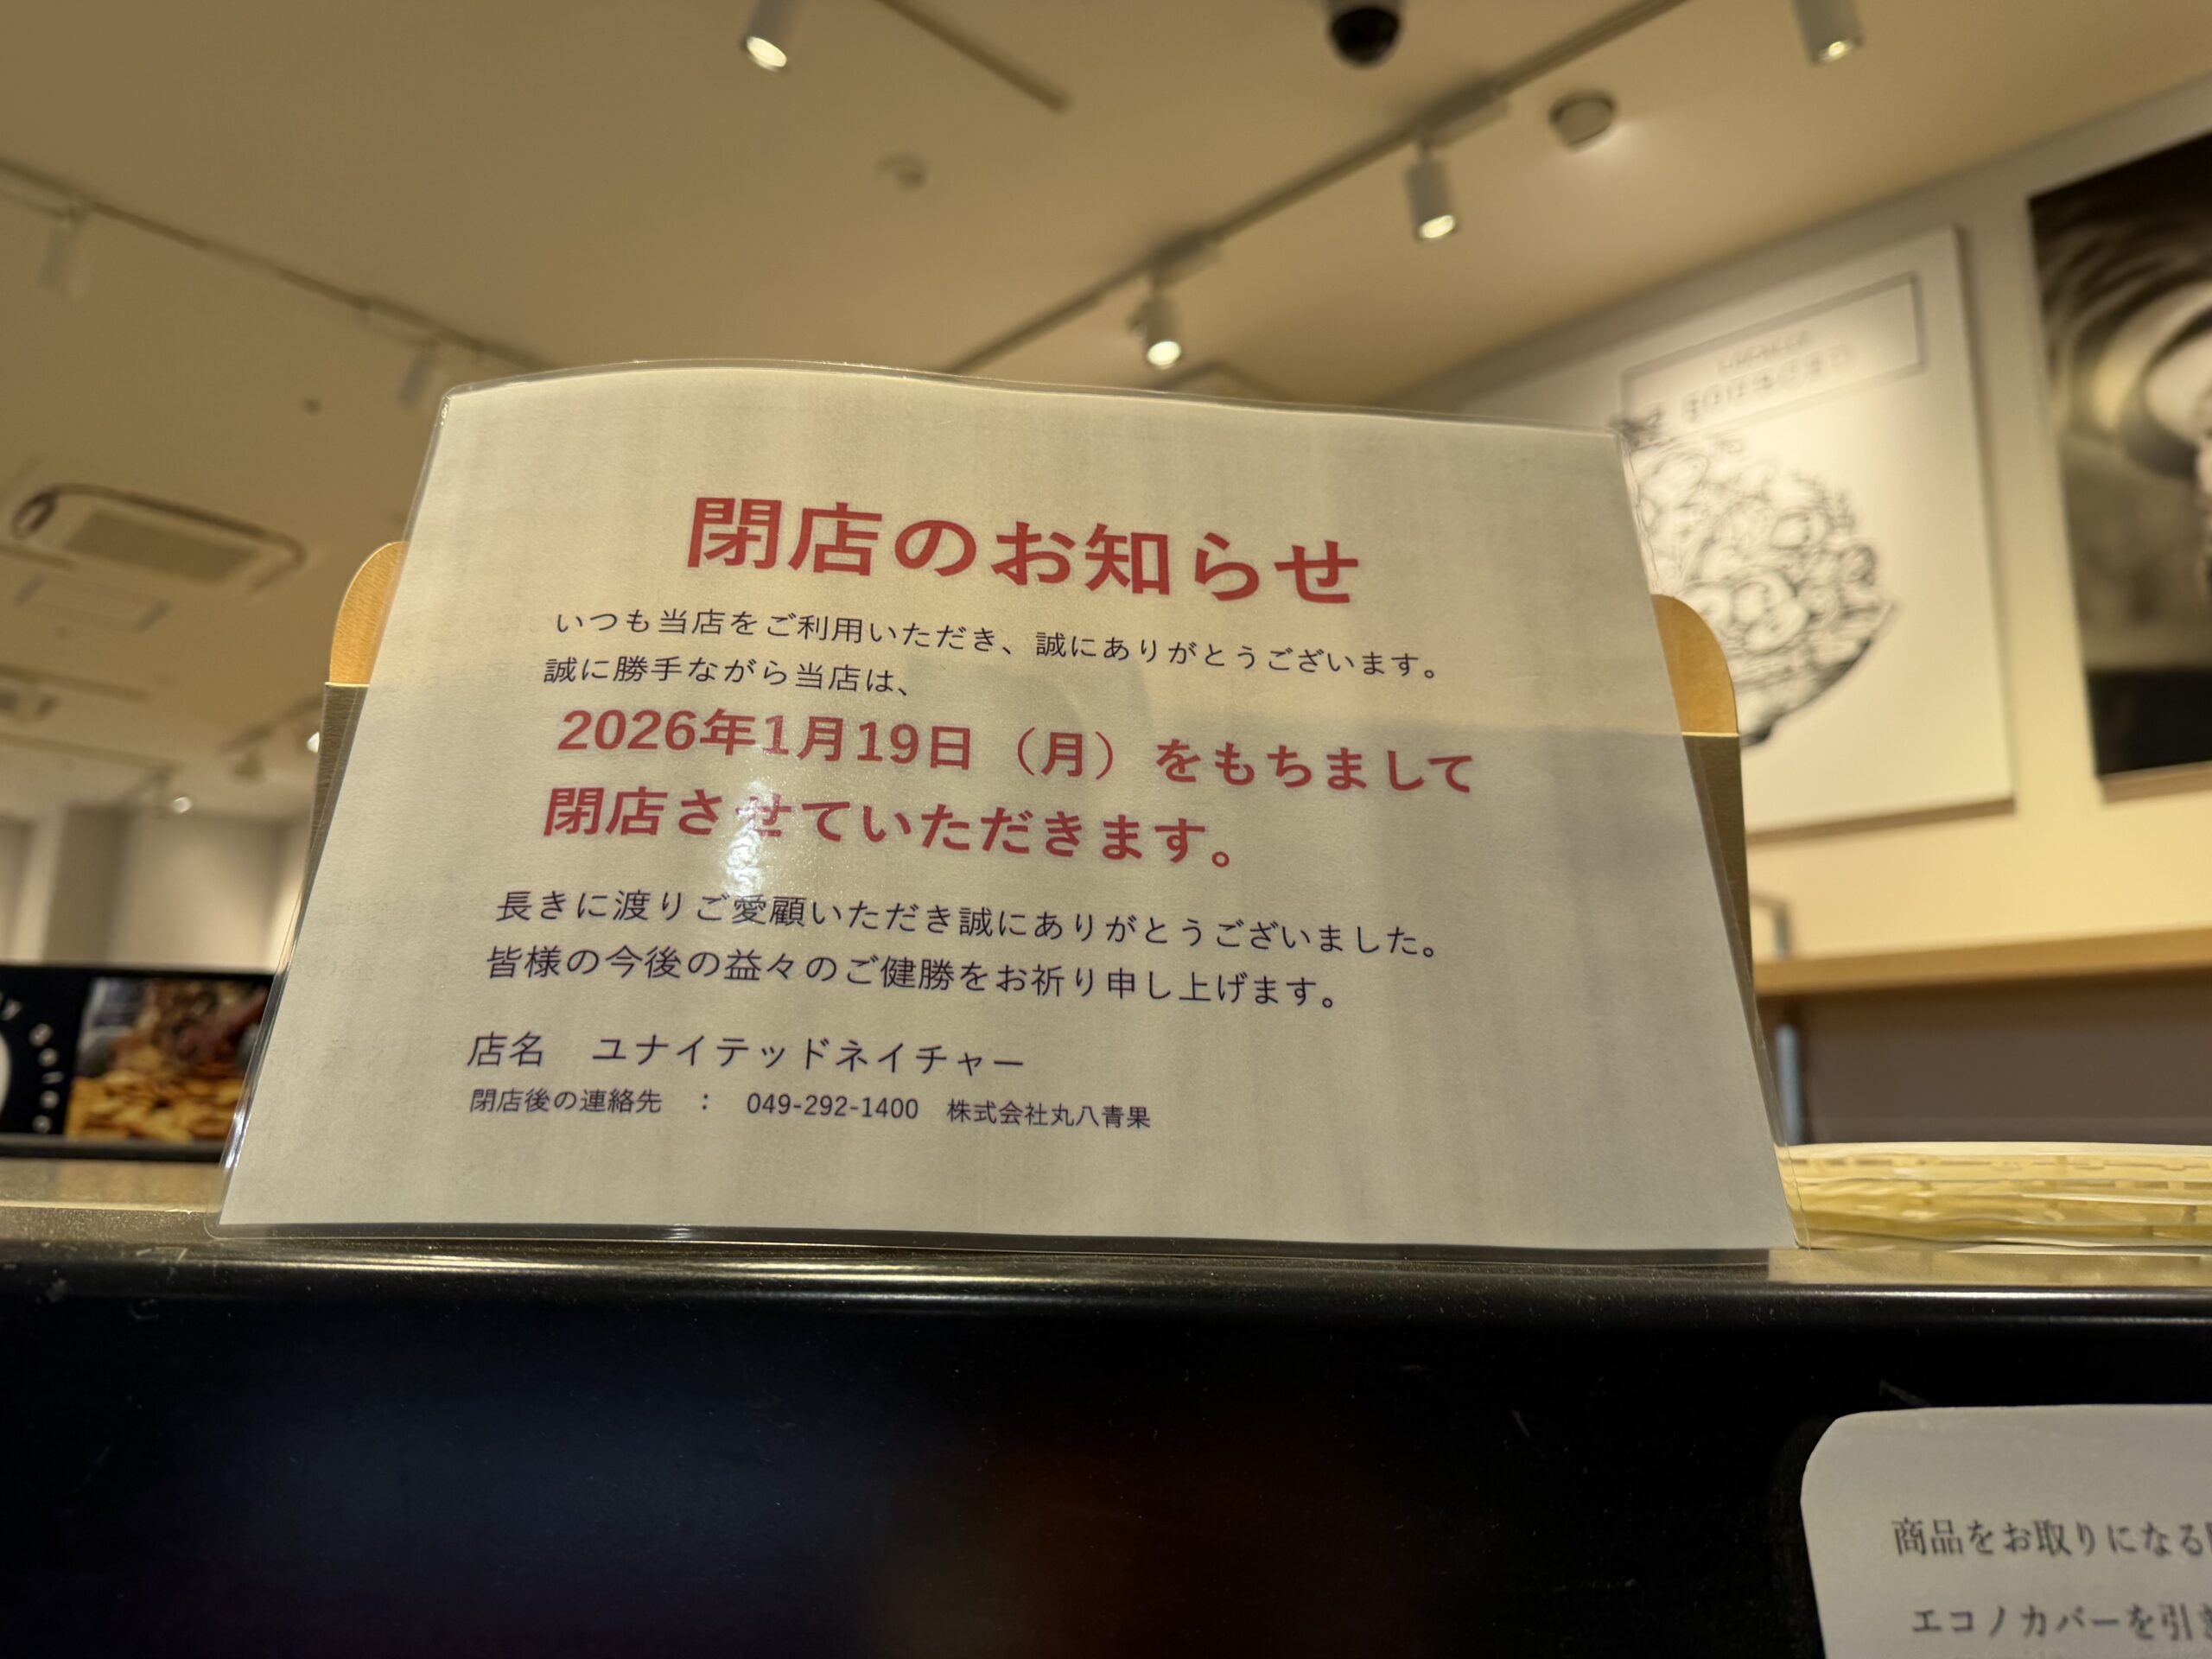 閉店のお知らせ
いつも当店をご利用いただき、誠にありがとうございます。
誠に勝手ながら当店は、
2026年1月19日（月）をもちまして
閉店させていただきます。
長きに渡りご愛顧いただき誠にありがとうございました。
皆様の今後の益々のご健勝をお祈り申し上げます。
店名　ユナイテッドネイチャー
閉店後の連絡先　：　049-292-1400　株式会社丸八青果
商品をお取りになる
エコノカバーを引き